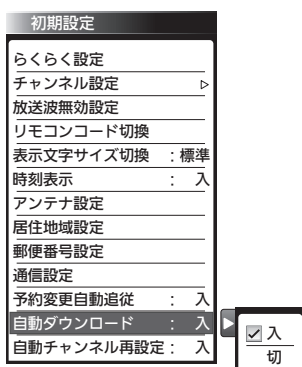 初期設定
らくらく設定
チャンネル設定
放送波無効設定
リモコンコード切換
表示文字サイズ切換 : 標準
時刻表示 : 入
アンテナ設定
居住地域設定
郵便番号設定
通信設定
予約変更自動追従 : 入
自動ダウンロード : 入
自動チャンネル再設定 : 入
入
切